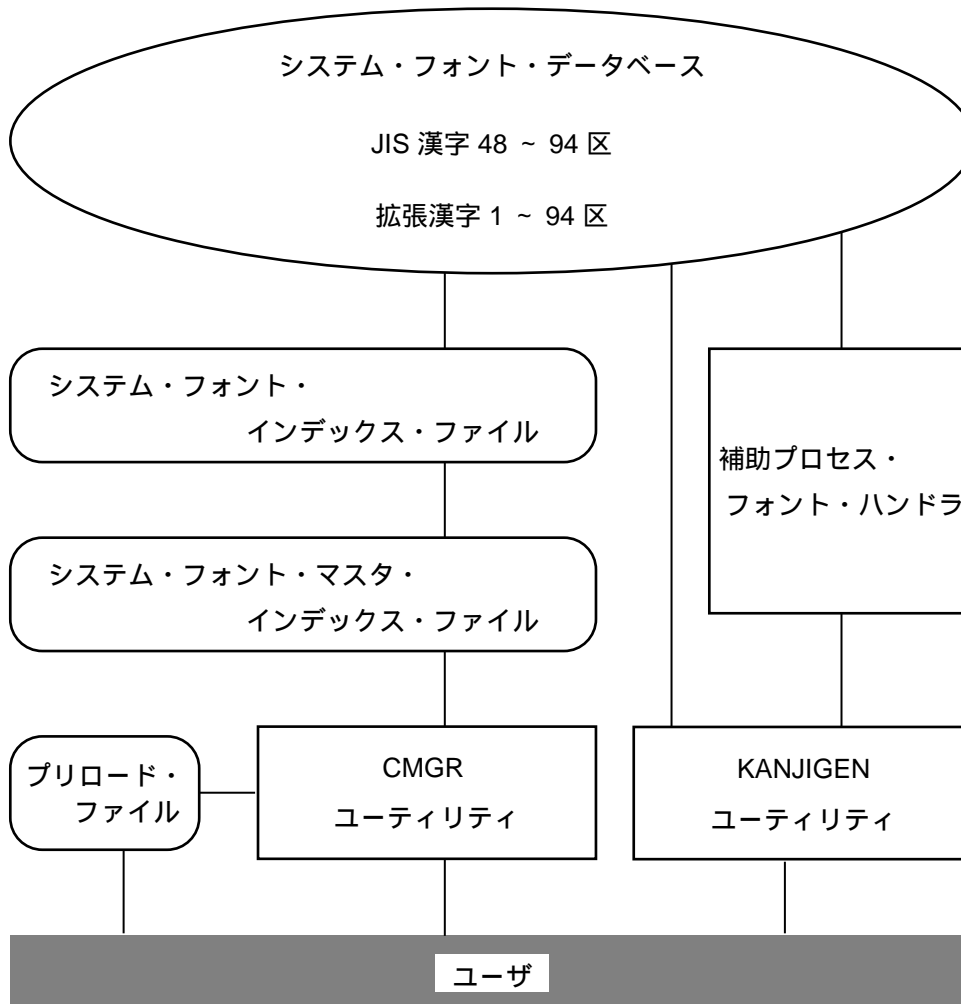 システム・フォント・データベース
JIS 漢字 48 ~ 94 区
拡張漢字 1 ~ 94 区
システム・フォント・
インデックス・ファイル
補助プロセス・
フォント・ハンドラ
システム・フォント・マスタ・
インデックス・ファイル
プリロード・
ファイル
CMGR
ユーティリティ
KANJIGEN
ユーティリティ
ユーザ